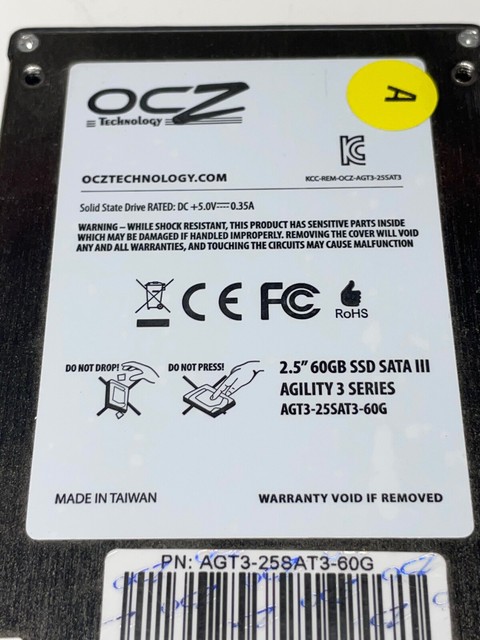 OCZ
Technology
A
OCZTECHNOLOGY.COM
KCC-REM-OCZ-AGT3-25SAT3
Solid State Drive RATED: DC +5.0V⎓ 0.35A
WARNING – WHILE SHOCK RESISTANT, THIS PRODUCT HAS SENSITIVE PARTS INSIDE
WHICH MAY BE DAMAGED IF HANDLED IMPROPERLY. REMOVING THE COVER WILL VOID
ANY AND ALL WARRANTIES, AND TOUCHING THE CIRCUITS MAY CAUSE MALFUNCTION
CE FC RoHS
DO NOT DROP! DO NOT PRESS!
2.5” 60GB SSD SATA III
AGILITY 3 SERIES
AGT3-25SAT3-60G
MADE IN TAIWAN
WARRANTY VOID IF REMOVED
PN: AGT3-25SAT3-60G
OCZ